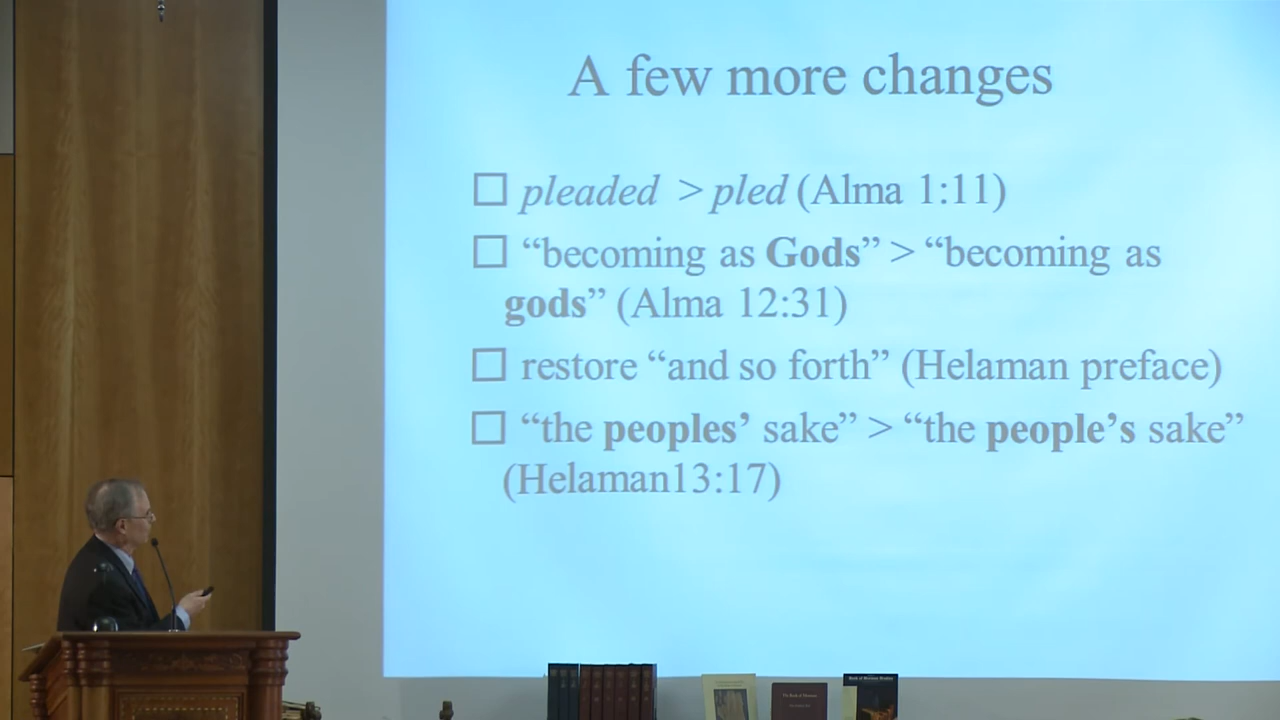 A few more changes
☐ pleaded > pled (Alma 1:11)
☐ “becoming as Gods” > “becoming as
gods” (Alma 12:31)
☐ restore “and so forth” (Helaman preface)
☐ “the peoples’ sake” > “the people’s sake”
(Helaman13:17)